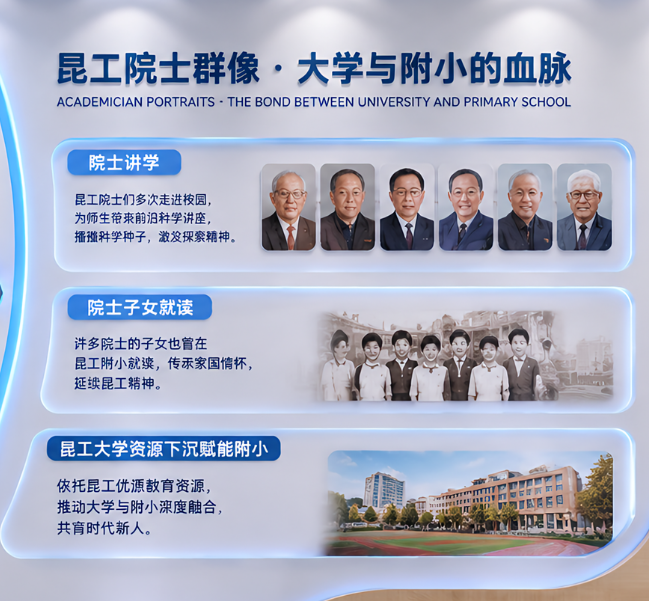 昆工院士群像·大学与附小的血脉
ACADEMICIAN PORTRAITS - THE BOND BETWEEN UNIVERSITY AND PRIMARY SCHOOL
院士讲学
昆工院士们多次走进校园，
为师生带来前沿科学讲座，
播种科学种子，激发探索精神。
院士子女就读
许多院士的子女也曾在
昆工附小就读，传承家国情怀，
延续昆工精神。
昆工大学资源下沉赋能附小
依托昆工优源教育资源，
推动大学与附小深度融合，
共育时代新人。